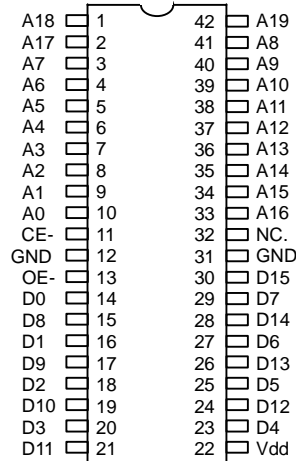 A18 1 42 A19
A17 2 41 A8
A7 3 40 A9
A6 4 39 A10
A5 5 38 A11
A4 6 37 A12
A3 7 36 A13
A2 8 35 A14
A1 9 34 A15
A0 10 33 A16
CE- 11 32 NC.
GND 12 31 GND
OE- 13 30 D15
D0 14 29 D7
D8 15 28 D14
D1 16 27 D6
D9 17 26 D13
D2 18 25 D5
D10 19 24 D12
D3 20 23 D4
D11 21 22 Vdd